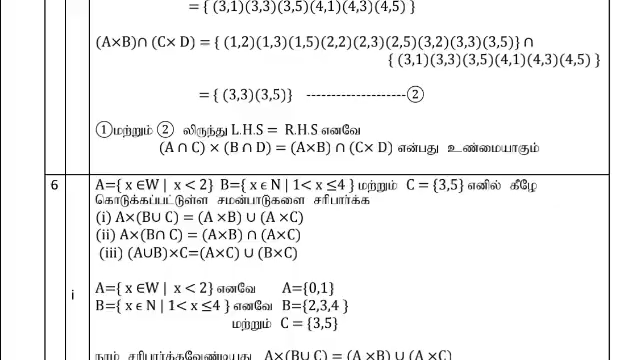 = { (3,1)(3,3)(3,5)(4,1)(4,3)(4,5) }
(A×B)∩ (C× D) = { (1,2)(1,3)(1,5)(2,2)(2,3)(2,5)(3,2)(3,3)(3,5)} ∩
{ (3,1)(3,3)(3,5)(4,1)(4,3)(4,5) }
= { (3,3)(3,5)} --------------------②
①மற்றும் ② லிருந்து L.H.S = R.H.S எனவே
(A ∩ C) × (B ∩ D) = (A×B) ∩ (C× D) என்பது உண்மையாகும்
6 A={ x ∈W | x < 2} B={ x ϵ N | 1< x ≤4 } மற்றும் C = {3,5} எனில் கீழே
கொடுக்கப்பட்டுள்ள சமன்பாடுகளை சரிபார்க்க
(i) A×(B∪ C) = (A ×B) ∪ (A ×C)
(ii) A×(B∩ C) = (A×B) ∩ (A×C)
(iii) (A∪B)×C=(A×C) ∪ (B×C)
i A={ x ∈W | x < 2} எனவே A={0,1}
B={ x ϵ N | 1< x ≤4 } எனவே B={2,3,4 }
மற்றும் C = {3,5}
நாம் சரிபார்க்கவேண்டியது A×(B∪ C) = (A ×B) ∪ (A ×C)